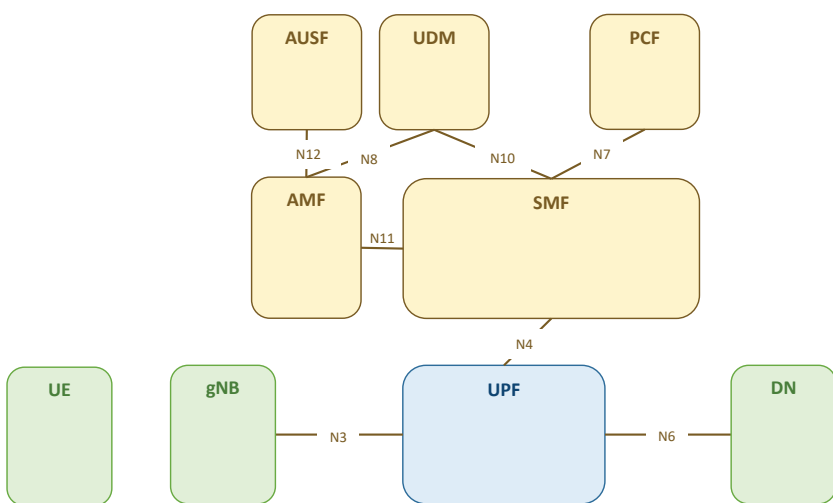 AUSF
UDM
PCF
N12
N8
N10
N7
AMF
SMF
N11
N4
UE
gNB
UPF
DN
N3
N6